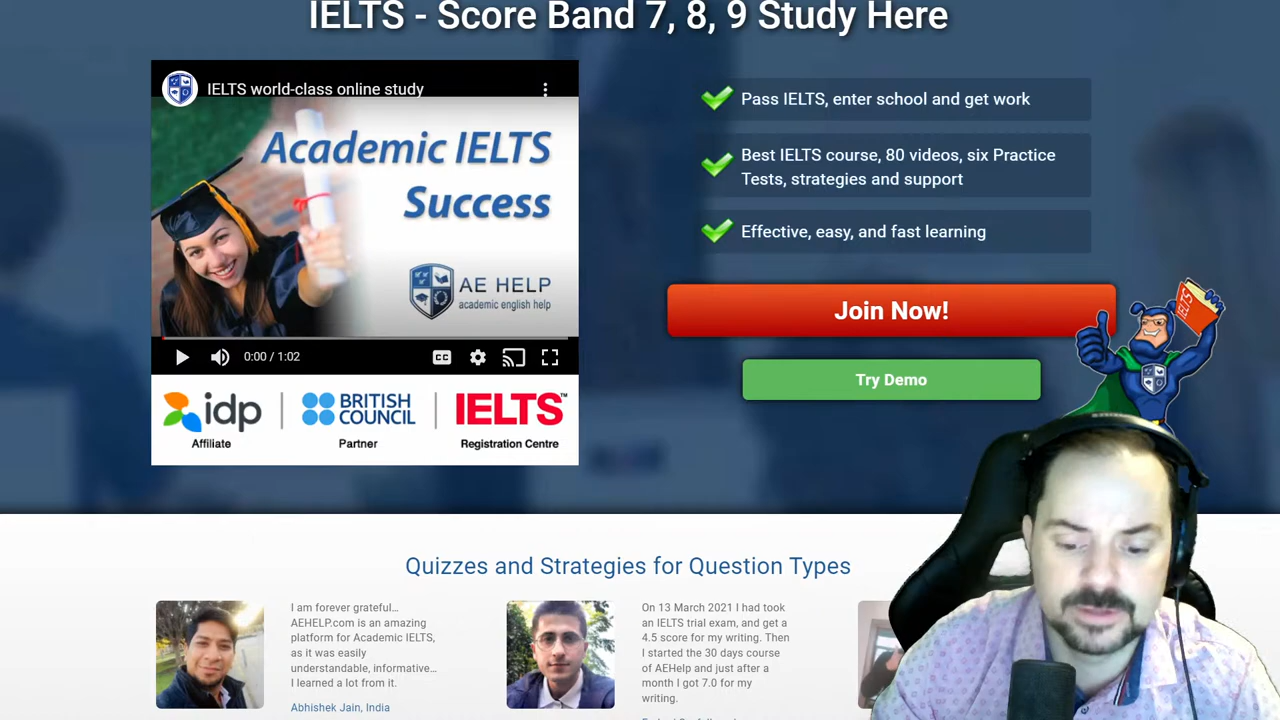 IELTS - Score Band 7, 8, 9 Study Here
IELTS world-class online study
Academic IELTS
Success
AE HELP
academic english help
0:00 / 1:02
CC
idp
Affiliate
BRITISH
COUNCIL
Partner
IELTS™
Registration Centre
Pass IELTS, enter school and get work
Best IELTS course, 80 videos, six Practice
Tests, strategies and support
Effective, easy, and fast learning
Join Now!
Try Demo
IELTS
Quizzes and Strategies for Question Types
I am forever grateful...
AEHELP.com is an amazing
platform for Academic IELTS,
as it was easily
understandable, informative...
I learned a lot from it.
Abhishek Jain, India
On 13 March 2021 I had took
an IELTS trial exam, and get a
4.5 score for my writing. Then
I started the 30 days course
of AEHelp and just after a
month I got 7.0 for my
writing.